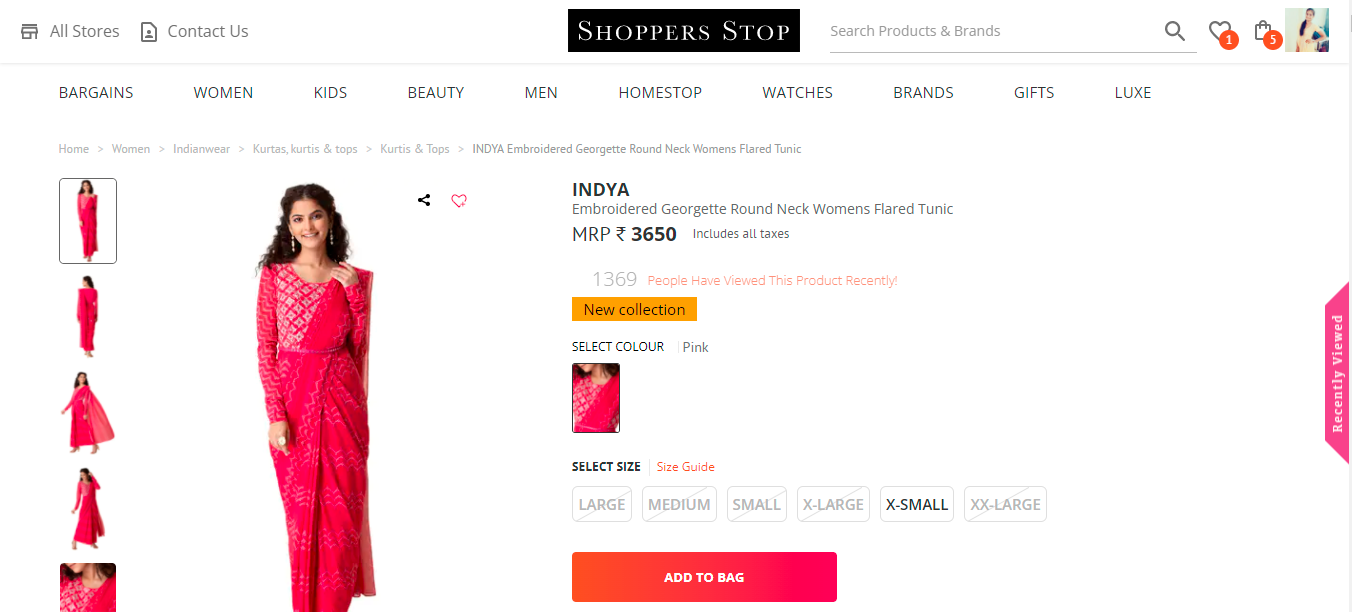 All Stores
Contact Us
SHOPPERS STOP
Search Products & Brands
1
5
BARGAINS
WOMEN
KIDS
BEAUTY
MEN
HOMESTOP
WATCHES
BRANDS
GIFTS
LUXE
Home > Women > Indianwear > Kurtas, kurtis & tops > Kurtis & Tops > INDYA Embroidered Georgette Round Neck Womens Flared Tunic
INDYA
Embroidered Georgette Round Neck Womens Flared Tunic
MRP ₹ 3650 Includes all taxes
1369 People Have Viewed This Product Recently!
New collection
SELECT COLOUR | Pink
SELECT SIZE | Size Guide
LARGE
MEDIUM
SMALL
X-LARGE
X-SMALL
XX-LARGE
ADD TO BAG
Recently Viewed